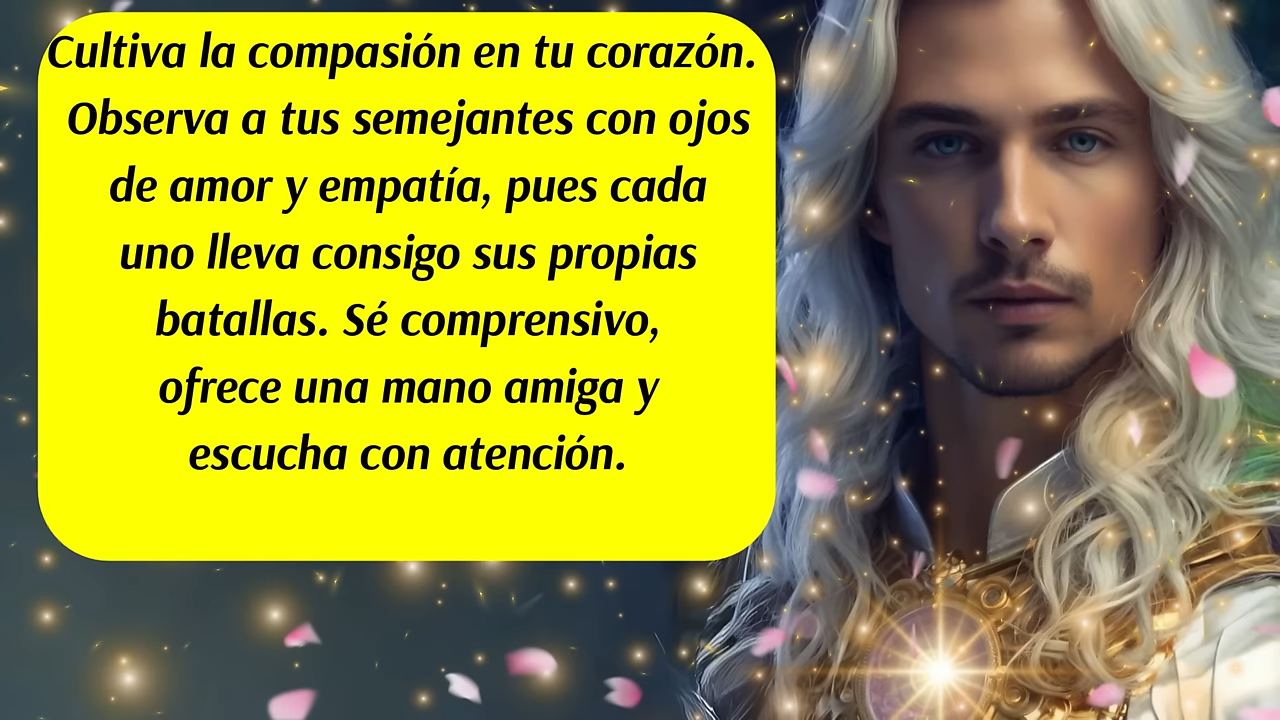 Cultiva la compasión en tu corazón.
Observa a tus semejantes con ojos
de amor y empatía, pues cada
uno lleva consigo sus propias
batallas. Sé comprensivo,
ofrece una mano amiga y
escucha con atención.